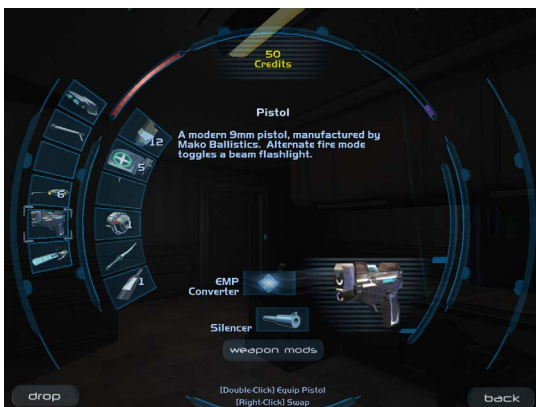 50
Credits
Pistol
A modern 9mm pistol, manufactured by
Mako Ballistics. Alternate fire mode
toggles a beam flashlight.
12
5
6
1
1
EMP
Converter
Silencer
weapon mods
[Double-Click] Equip Pistol
[Right-Click] Swap
drop
back